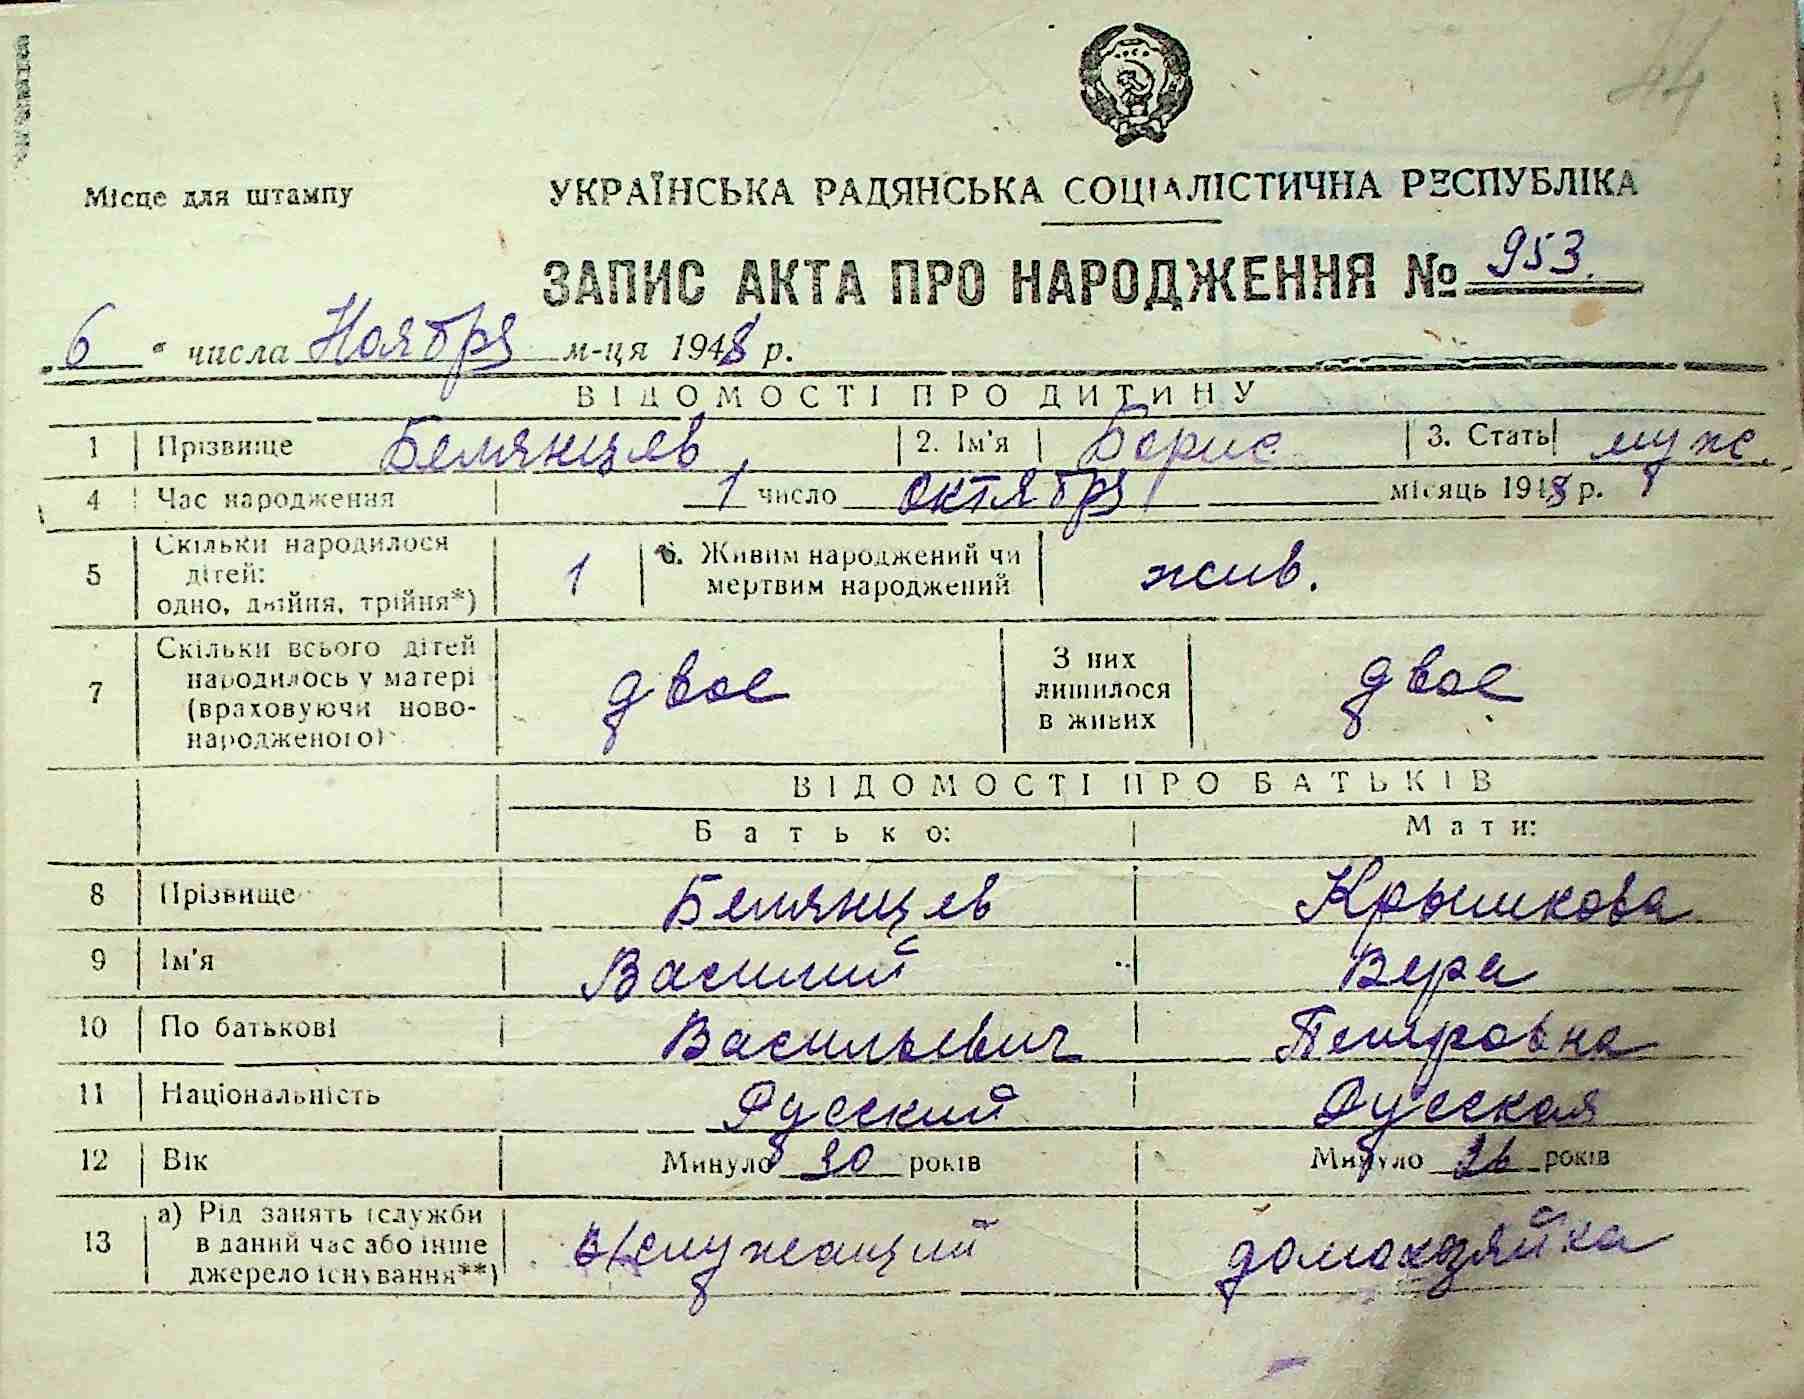 44
Місце для штампу
УКРАЇНСЬКА РАДЯНСЬКА СОЦІАЛІСТИЧНА РЕСПУБЛІКА
ЗАПИС АКТА ПРО НАРОДЖЕННЯ № 953.
„ 6 “ числа Ноября м-ця 1948 р.
ВІДОМОСТІ ПРО ДИТИНУ
1 Прізвище Белянцев 2. Ім'я Борис 3. Стать муж.
4 Час народження 1 число октября місяць 1948 р.
5 Скільки народилося дітей: одно, двійня, трійня*) 1 6. Живим народжений чи мертвим народжений жив.
7 Скільки всього дітей народилось у матері (враховуючи новонародженого) двое З них лишилося в живих двое
ВІДОМОСТІ ПРО БАТЬКІВ
Батько: Мати:
8 Прізвище Белянцев Крышкова
9 Ім'я Василий Вера
10 По батькові Васильевич Петровна
11 Національність Русский Русская
12 Вік Минуло 30 років Минуло 26 років
13 а) Рід занять (служби в даний час або інше джерело існування**) служащий домохозяйка